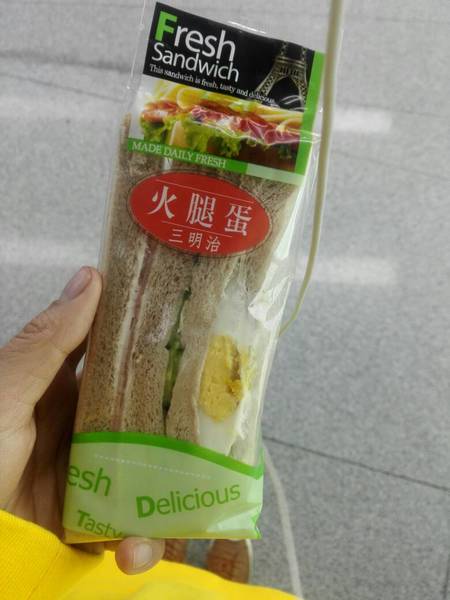 Fresh
Sandwich
This sandwich is fresh, tasty and delicious
MADE DAILY FRESH
火腿蛋
三明治
esh
Delicious
Tasty